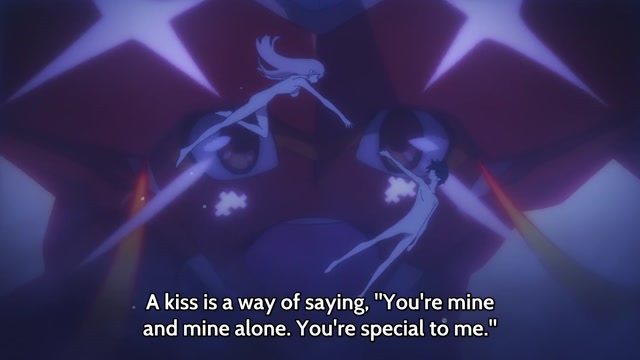 A kiss is a way of saying, "You're mine
and mine alone. You're special to me."